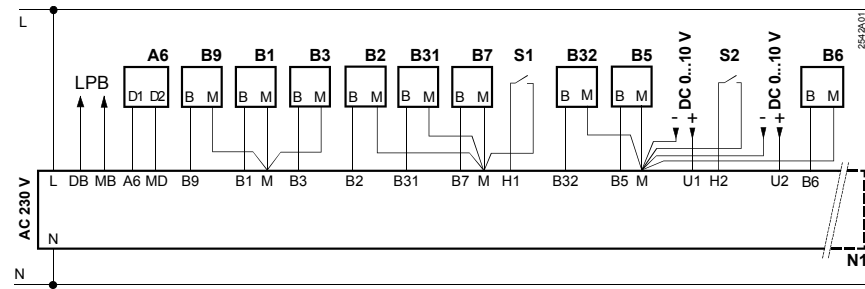 L
2542A01
A6 B9 B1 B3 B2 B31 B7 S1 B32 B5 DC 0...10 V S2 DC 0...10 V B6
LPB
D1 D2 B M B M B M B M B M B M B M B M B M
- + - +
L DB MB A6 MD B9 B1 M B3 B2 B31 B7 M H1 B32 B5 M U1 H2 U2 B6
AC 230 V
N
N1
N